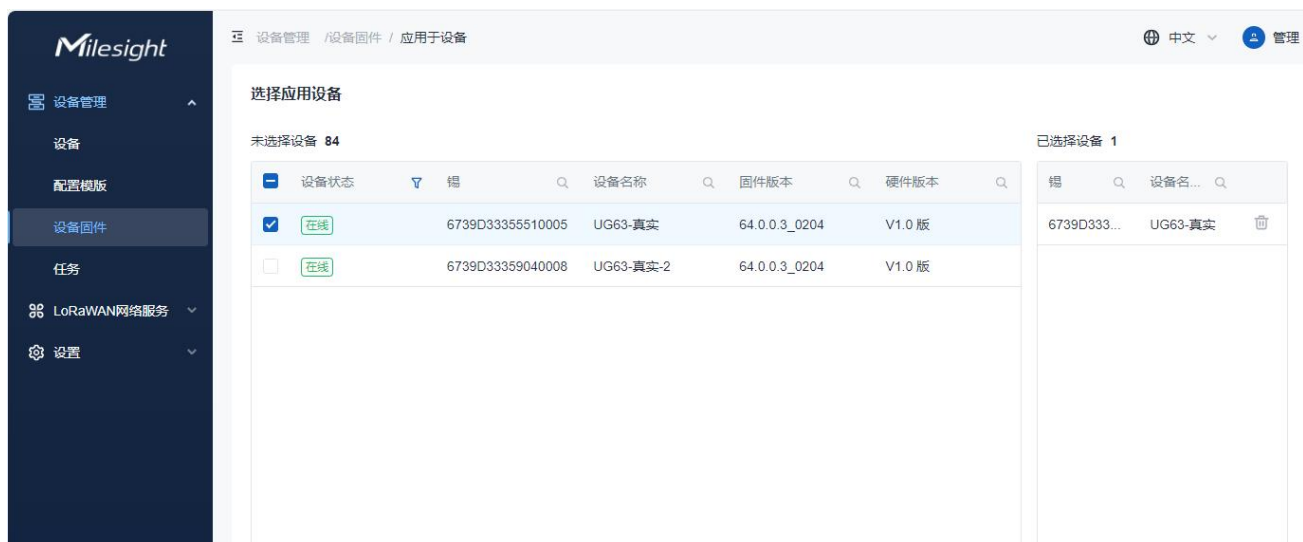 Milesight
设备管理 /设备固件 / 应用于设备
中文
管理
设备管理
设备
配置模版
设备固件
任务
LoRaWAN网络服务
设置
选择应用设备
未选择设备 84
设备状态 锡 设备名称 固件版本 硬件版本
在线 6739D33355510005 UG63-真实 64.0.0.3_0204 V1.0 版
在线 6739D33359040008 UG63-真实-2 64.0.0.3_0204 V1.0 版
已选择设备 1
锡 设备名...
6739D333... UG63-真实